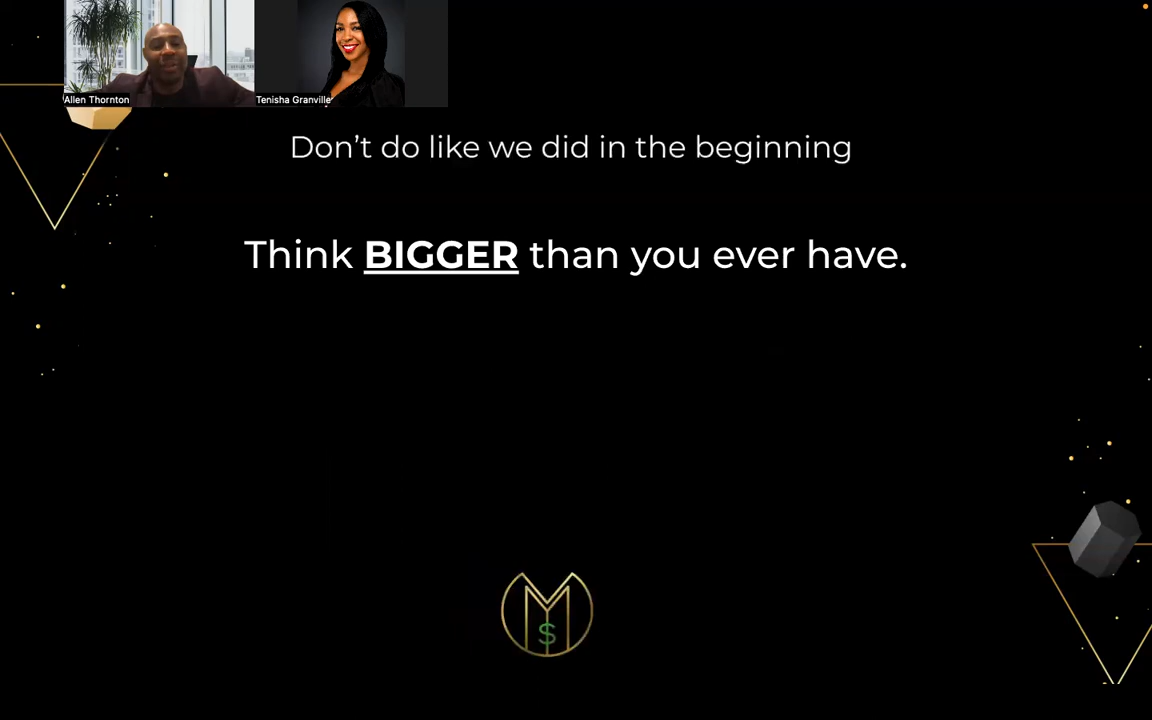 Allen Thornton
Tenisha Granville
Don’t do like we did in the beginning
Think BIGGER than you ever have.
M
$